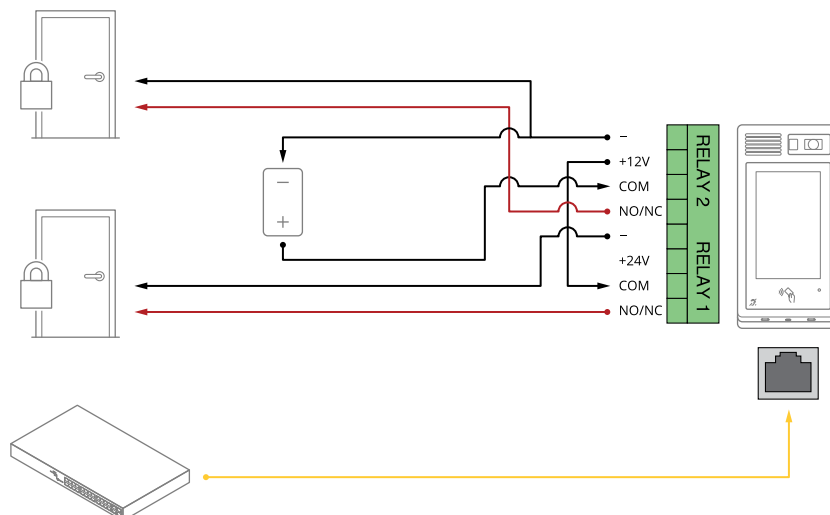 –
+12V
COM
NO/NC
–
+24V
COM
NO/NC
RELAY 2
RELAY 1
–
+